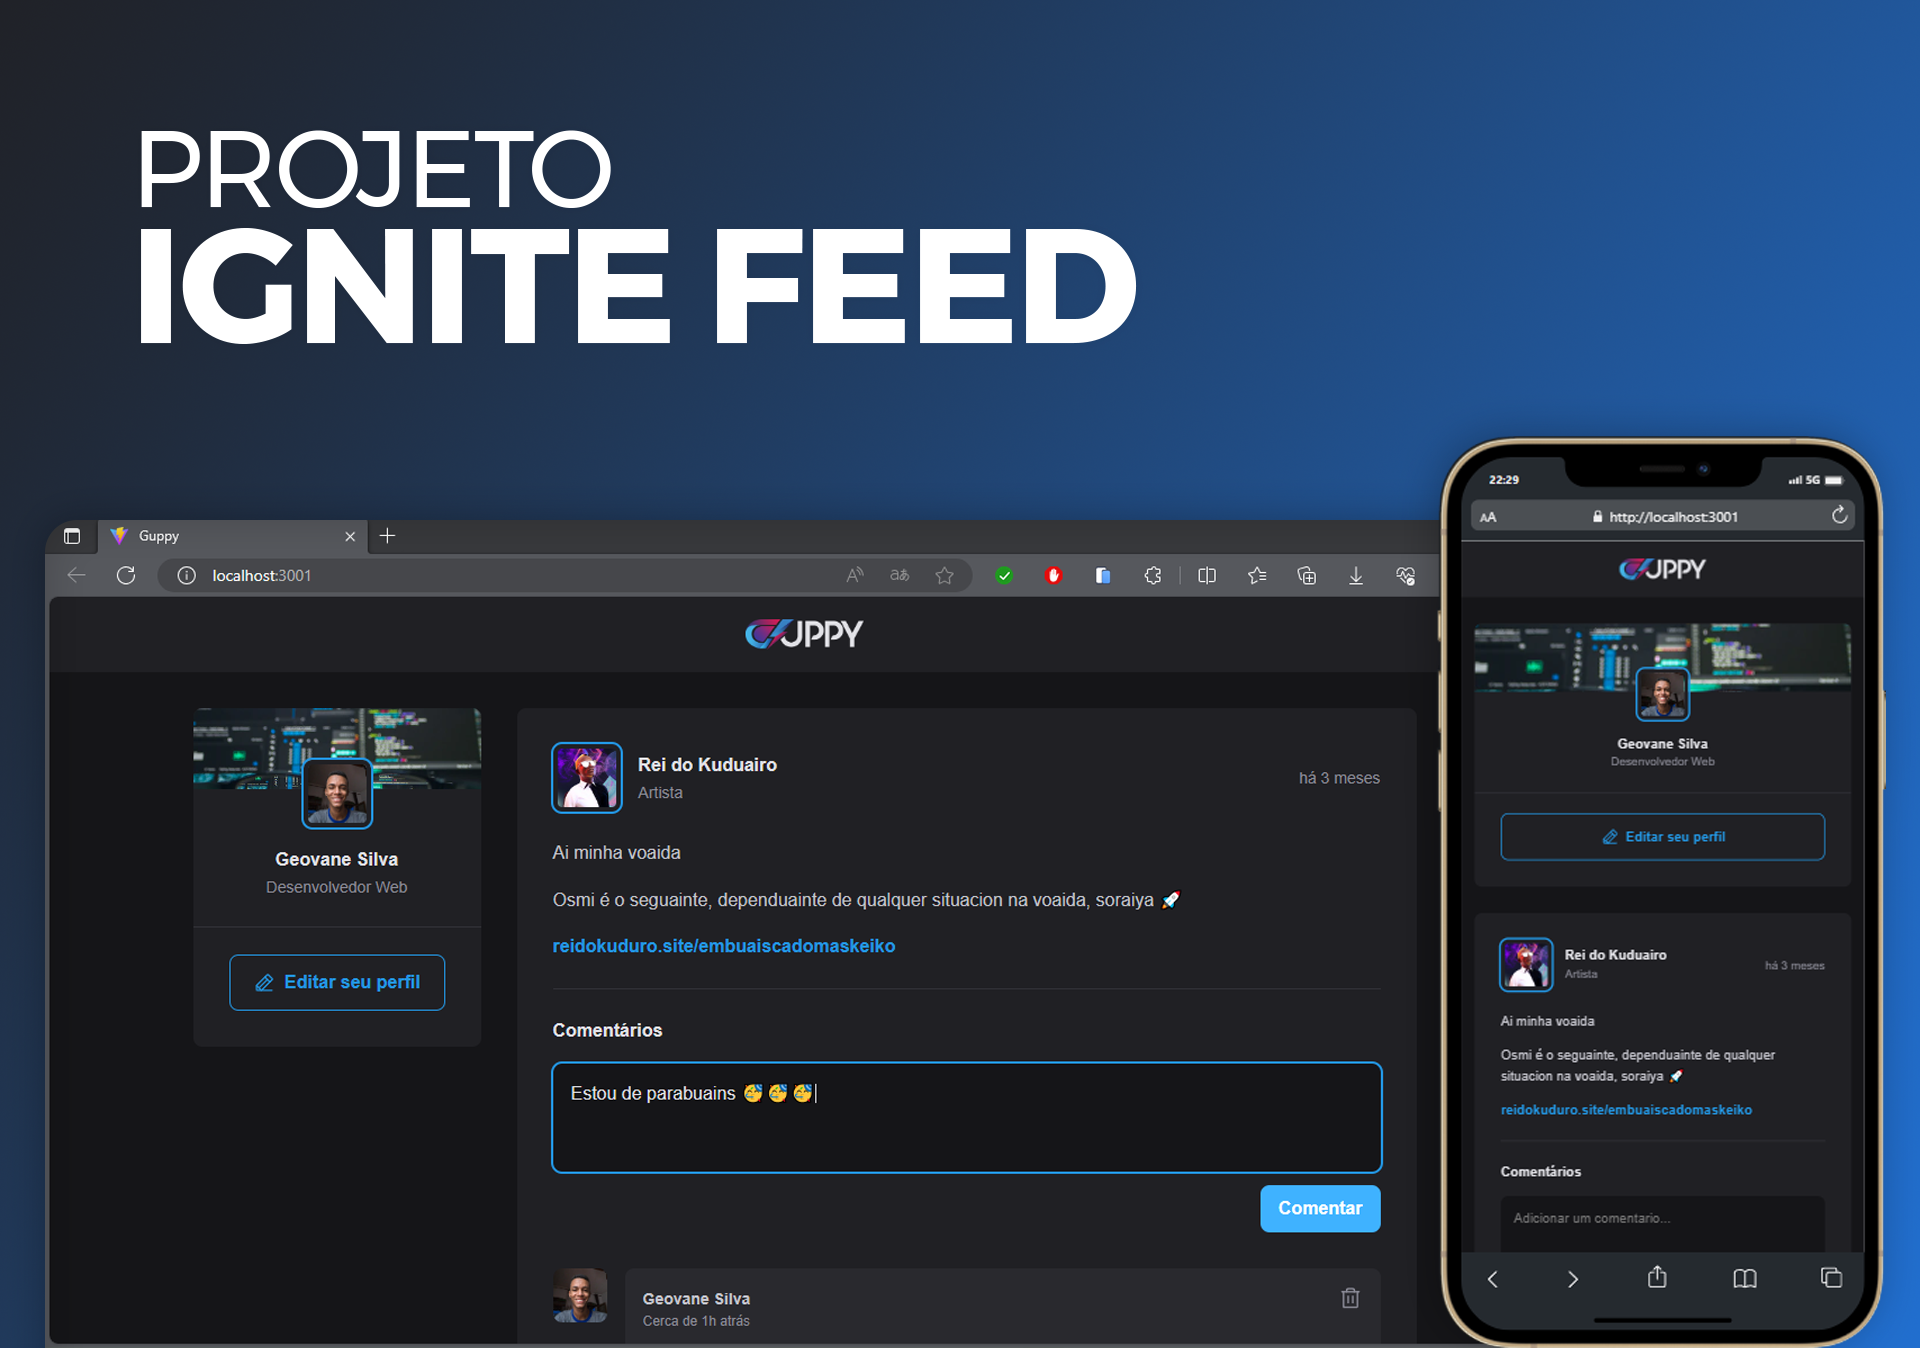 PROJETO
IGNITE FEED
Guppy
localhost:3001
GUPPY
Geovane Silva
Desenvolvedor Web
Editar seu perfil
Rei do Kuduairo
Artista
há 3 meses
Ai minha voaida
Osmi é o seguainte, dependuainte de qualquer situacion na voaida, soraiya 🚀
reidokuduro.site/embuaiscadomaskeiko
Comentários
Estou de parabuains 🥳 🥳 🥳
Comentar
Geovane Silva
Cerca de 1h atrás
22:29
5G
AA
http://localhost:3001
GUPPY
Geovane Silva
Desenvolvedor Web
Editar seu perfil
Rei do Kuduairo
Artista
há 3 meses
Ai minha voaida
Osmi é o seguainte, dependuainte de qualquer
situacion na voaida, soraiya 🚀
reidokuduro.site/embuaiscadomaskeiko
Comentários
Adicionar um comentario...